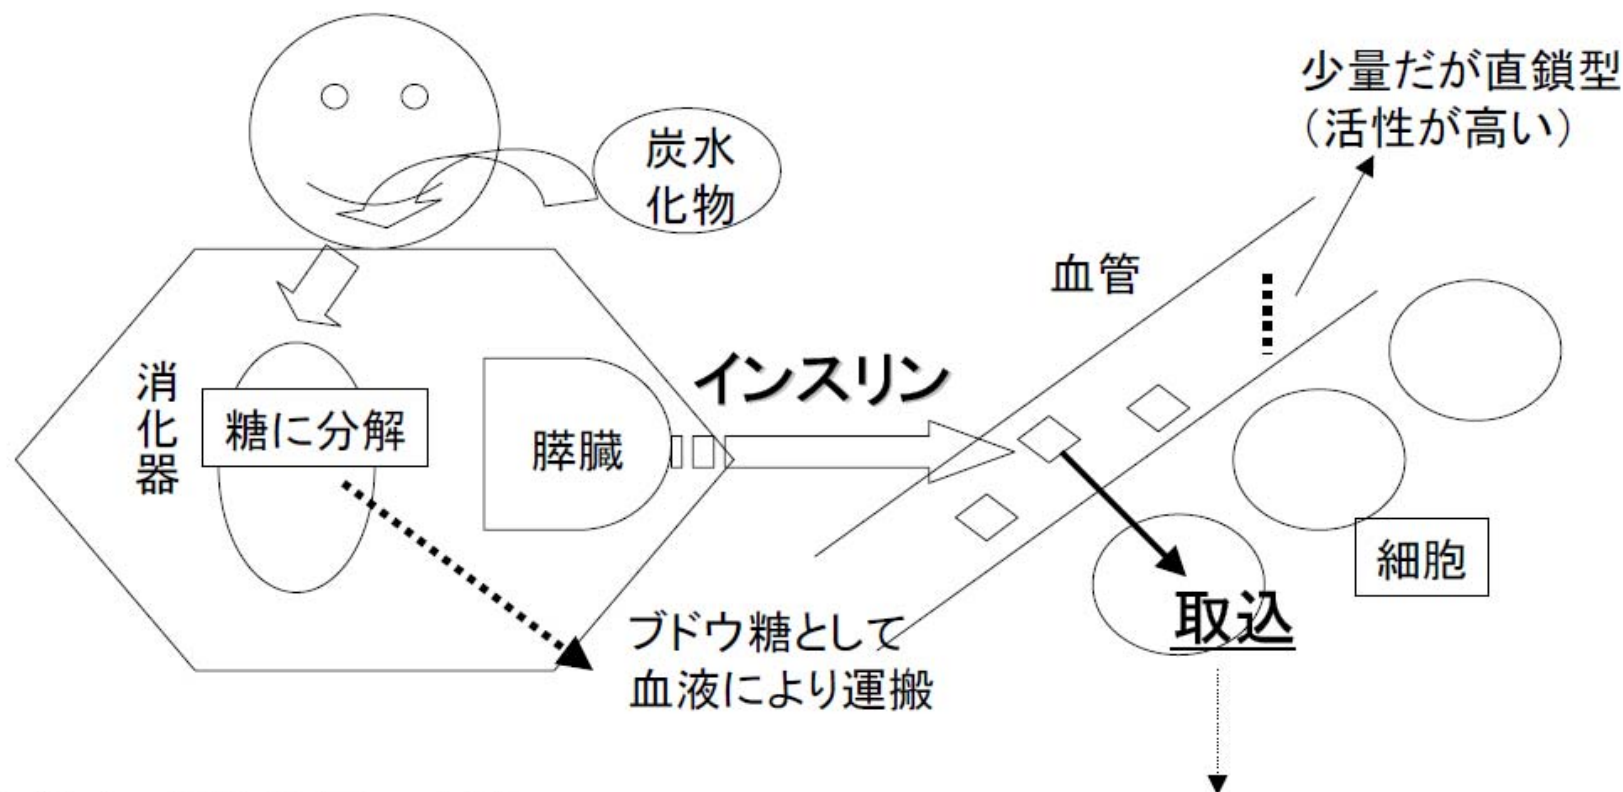 少量だが直鎖型
（活性が高い）
炭水
化物
血管
消化器
糖に分解
インスリン
膵臓
細胞
取込
ブドウ糖として
血液により運搬